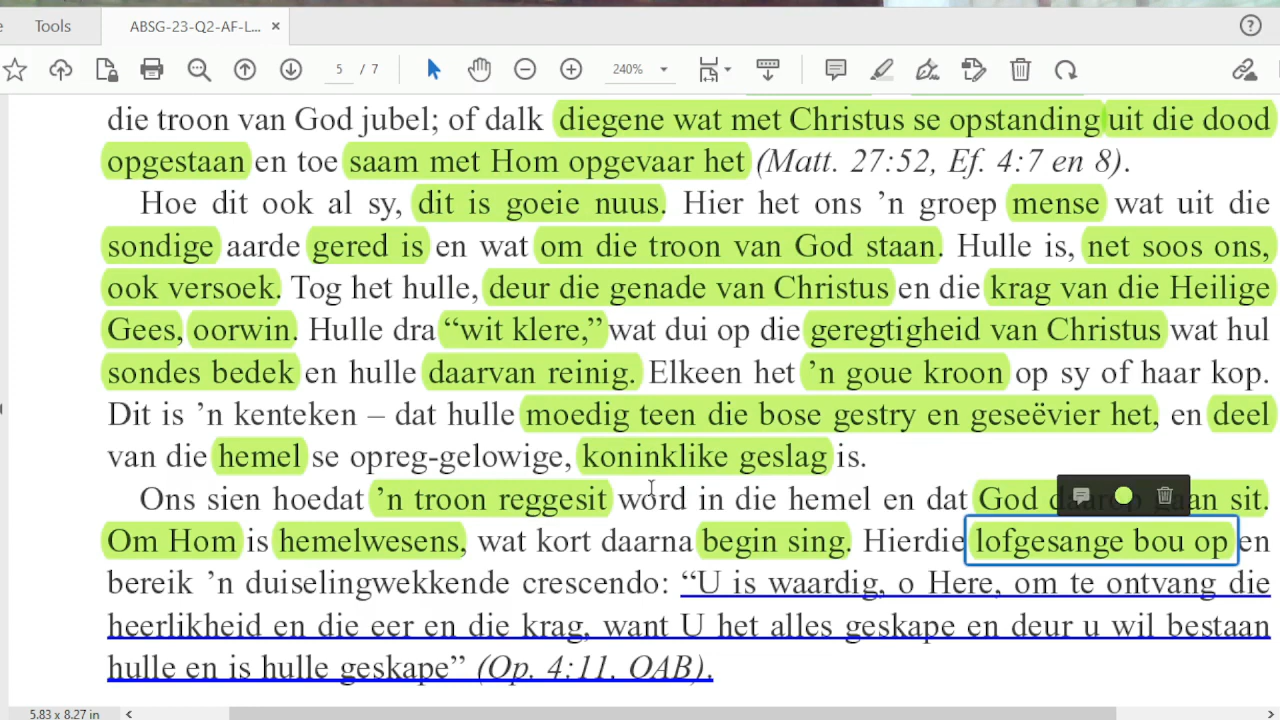 Tools ABSG-23-Q2-AF-L... ×
5 / 7 240%
die troon van God jubel; of dalk diegene wat met Christus se opstanding uit die dood
opgestaan en toe saam met Hom opgevaar het (Matt. 27:52, Ef. 4:7 en 8).
Hoe dit ook al sy, dit is goeie nuus. Hier het ons ’n groep mense wat uit die
sondige aarde gered is en wat om die troon van God staan. Hulle is, net soos ons,
ook versoek. Tog het hulle, deur die genade van Christus en die krag van die Heilige
Gees, oorwin. Hulle dra “wit klere,” wat dui op die geregtigheid van Christus wat hul
sondes bedek en hulle daarvan reinig. Elkeen het ’n goue kroon op sy of haar kop.
Dit is ’n kenteken – dat hulle moedig teen die bose gestry en geseëvier het, en deel
van die hemel se opreg-gelowige, koninklike geslag is.
Ons sien hoedat ’n troon reggesit word in die hemel en dat God sit.
Om Hom is hemelwesens, wat kort daarna begin sing. Hierdie lofgesange bou op en
bereik ’n duiselingwekkende crescendo: “U is waardig, o Here, om te ontvang die
heerlikheid en die eer en die krag, want U het alles geskape en deur u wil bestaan
hulle en is hulle geskape” (Op. 4:11, OAB).
5.83 x 8.27 in